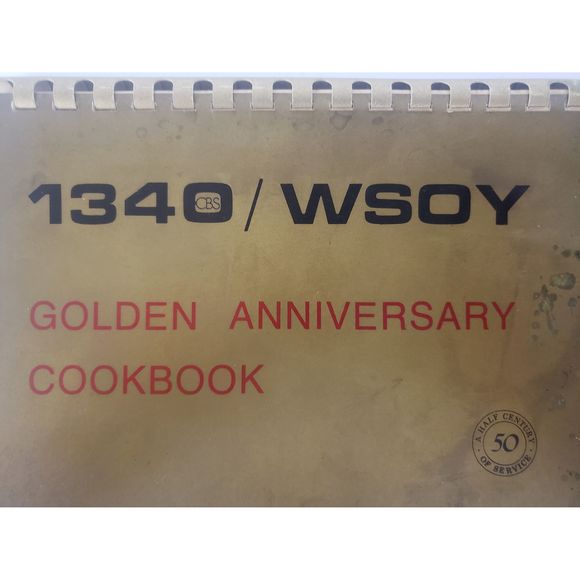 1340 / WSOY
CBS
GOLDEN ANNIVERSARY
COOKBOOK
A HALF CENTURY
50
OF SERVICE